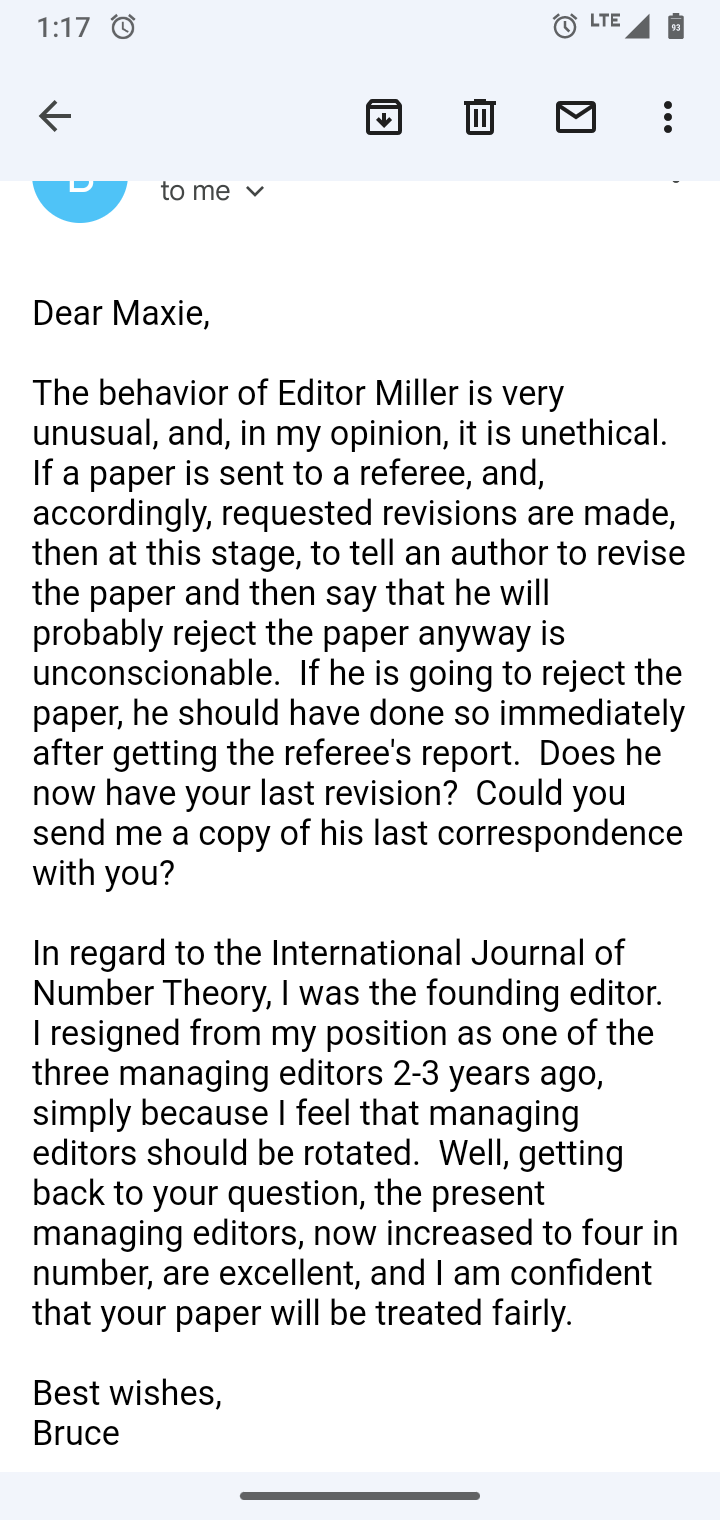 1:17
LTE
93
to me
Dear Maxie,
The behavior of Editor Miller is very
unusual, and, in my opinion, it is unethical.
If a paper is sent to a referee, and,
accordingly, requested revisions are made,
then at this stage, to tell an author to revise
the paper and then say that he will
probably reject the paper anyway is
unconscionable.  If he is going to reject the
paper, he should have done so immediately
after getting the referee's report.  Does he
now have your last revision?  Could you
send me a copy of his last correspondence
with you?
In regard to the International Journal of
Number Theory, I was the founding editor.
I resigned from my position as one of the
three managing editors 2-3 years ago,
simply because I feel that managing
editors should be rotated.  Well, getting
back to your question, the present
managing editors, now increased to four in
number, are excellent, and I am confident
that your paper will be treated fairly.
Best wishes,
Bruce